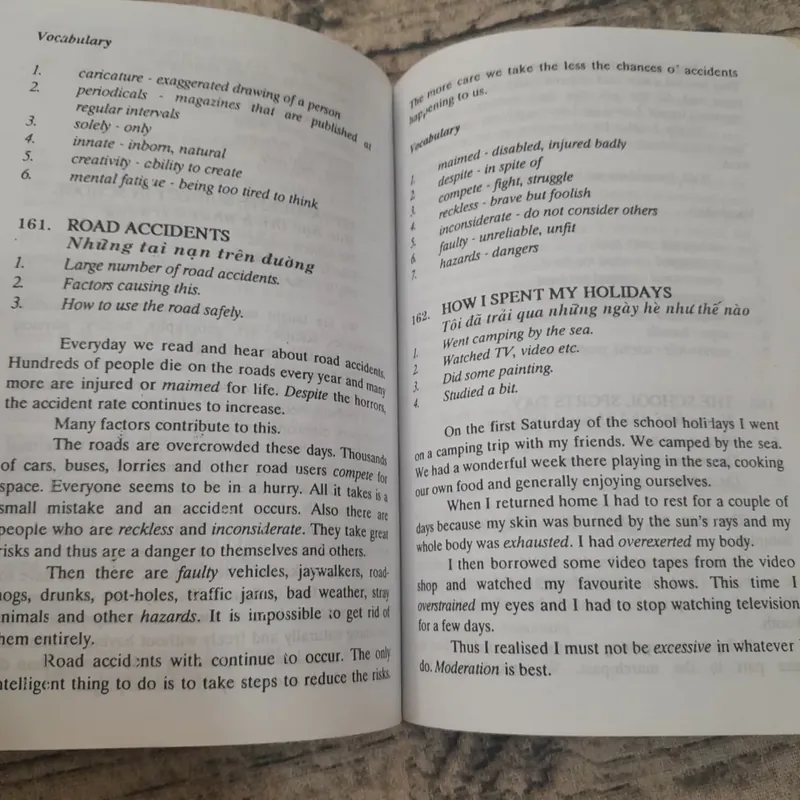 Vocabulary
1. caricature - exaggerated drawing of a person
2. periodicals - magazines that are published at
regular intervals
3. solely - only
4. innate - inborn, natural
5. creativity - ability to create
6. mental fatigue - being too tired to think
161. ROAD ACCIDENTS
Những tai nạn trên đường
1. Large number of road accidents.
2. Factors causing this.
3. How to use the road safely.
Everyday we read and hear about road accidents.
Hundreds of people die on the roads every year and many
more are injured or maimed for life. Despite the horrors,
the accident rate continues to increase.
Many factors contribute to this.
The roads are overcrowded these days. Thousands
of cars, buses, lorries and other road users compete for
space. Everyone seems to be in a hurry. All it takes is a
small mistake and an accident occurs. Also there are
people who are reckless and inconsiderate. They take great
risks and thus are a danger to themselves and others.
Then there are faulty vehicles, jaywalkers, road-
hogs, drunks, pot-holes, traffic jams, bad weather, stray
animals and other hazards. It is impossible to get rid of
them entirely.
Road accidents with continue to occur. The only
intelligent thing to do is to take steps to reduce the risks.
The more care we take the less the chances of accidents
happening to us.
Vocabulary
1. maimed - disabled, injured badly
2. despite - in spite of
3. compete - fight, struggle
4. reckless - brave but foolish
5. inconsiderate - do not consider others
6. faulty - unreliable, unfit
7. hazards - dangers
162. HOW I SPENT MY HOLIDAYS
Tôi đã trải qua những ngày hè như thế nào
1. Went camping by the sea.
2. Watched TV, video etc.
3. Did some painting.
4. Studied a bit.
On the first Saturday of the school holidays I went
on a camping trip with my friends. We camped by the sea.
We had a wonderful week there playing in the sea, cooking
our own food and generally enjoying ourselves.
When I returned home I had to rest for a couple of
days because my skin was burned by the sun's rays and my
whole body was exhausted. I had overexerted my body.
I then borrowed some video tapes from the video
shop and watched my favourite shows. This time I
overstrained my eyes and I had to stop watching television
for a few days.
Thus I realised I must not be excessive in whatever I
do. Moderation is best.